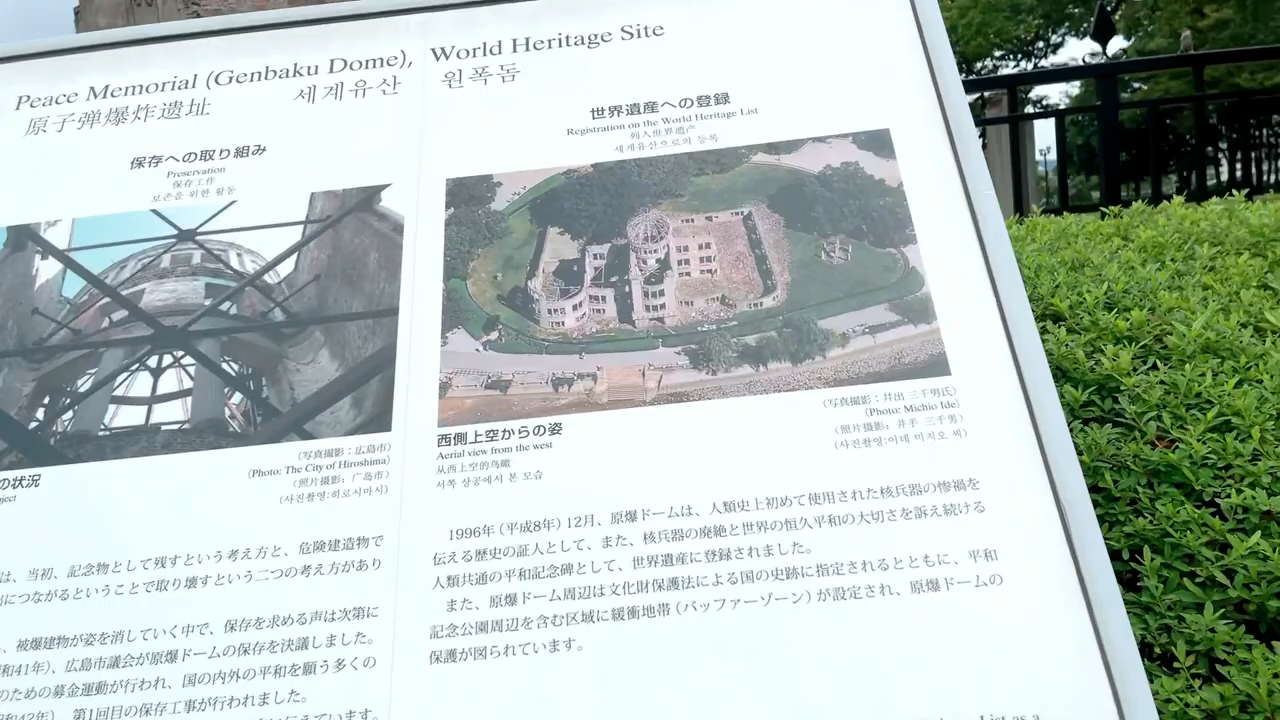 Peace Memorial (Genbaku Dome), World Heritage Site
原子弹爆炸遗址 세계유산 원폭돔
保存への取り組み
Preservation
保存工作
보존을 위한 활동
(写真撮影：広島市)
(Photo: The City of Hiroshima)
(照片摄影：广岛市)
(사진촬영:히로시마시)
の状況
ject
は、当初、記念物として残すという考え方と、危険建造物で
につながるということで取り壊すという二つの考え方があり
、被爆建物が姿を消していく中で、保存を求める声は次第に
和41年)、広島市議会が原爆ドームの保存を決議しました。
のための募金運動が行われ、国の内外の平和を願う多くの
和42年)、第1回目の保存工事が行われました。
世界遺産への登録
Registration on the World Heritage List
列入世界遗产
세계유산으로의 등록
(写真撮影：井出 三千男氏)
(Photo: Michio Ide)
(照片摄影：井手 三千男)
(사진촬영:이데 미치오 씨)
西側上空からの姿
Aerial view from the west
从西上空的鸟瞰
서쪽 상공에서 본 모습
1996年(平成8年)12月、原爆ドームは、人類史上初めて使用された核兵器の惨禍を
伝える歴史の証人として、また、核兵器の廃絶と世界の恒久平和の大切さを訴え続ける
人類共通の平和記念碑として、世界遺産に登録されました。
また、原爆ドーム周辺は文化財保護法による国の史跡に指定されるとともに、平和
記念公園周辺を含む区域に緩衝地帯(バッファーゾーン)が設定され、原爆ドームの
保護が図られています。
List as a